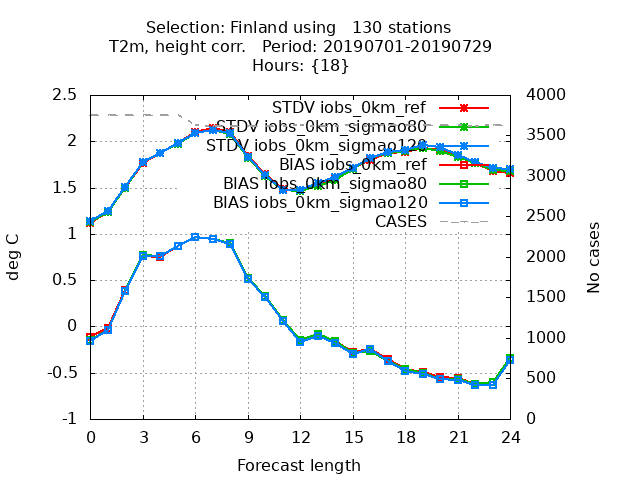 Selection: Finland using   130 stations
T2m, height corr.   Period: 20190701-20190729
Hours: {18}
2.5
2
1.5
1
0.5
0
-0.5
-1
4000
3500
3000
2500
2000
1500
1000
500
0
STDV iobs_0km_ref
STDV iobs_0km_sigmao80
STDV iobs_0km_sigmao120
BIAS iobs_0km_ref
BIAS iobs_0km_sigmao80
BIAS iobs_0km_sigmao120
CASES
deg C
No cases
0 3 6 9 12 15 18 21 24
Forecast length